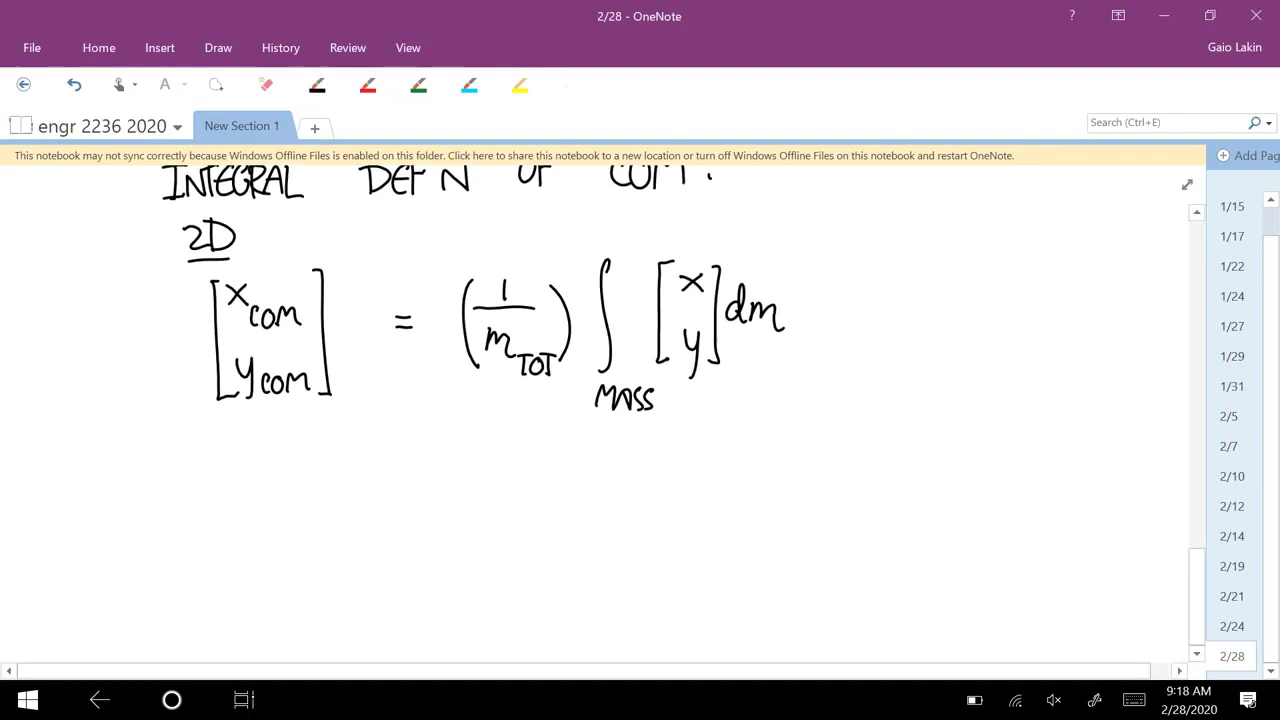 2/28 - OneNote
?
File Home Insert Draw History Review View
Gaio Lakin
A
engr 2236 2020
New Section 1
+
Search (Ctrl+E)
This notebook may not sync correctly because Windows Offline Files is enabled on this folder. Click here to share this notebook to a new location or turn off Windows Offline Files on this notebook and restart OneNote.
Add Pag
INTEGRAL DEF'N OF COM:
2D
[x_COM y_COM] = (1/m_TOT) ∫_MASS [x y] dm
1/15
1/17
1/22
1/24
1/27
1/29
1/31
2/5
2/7
2/10
2/12
2/14
2/19
2/21
2/24
2/28
9:18 AM
2/28/2020